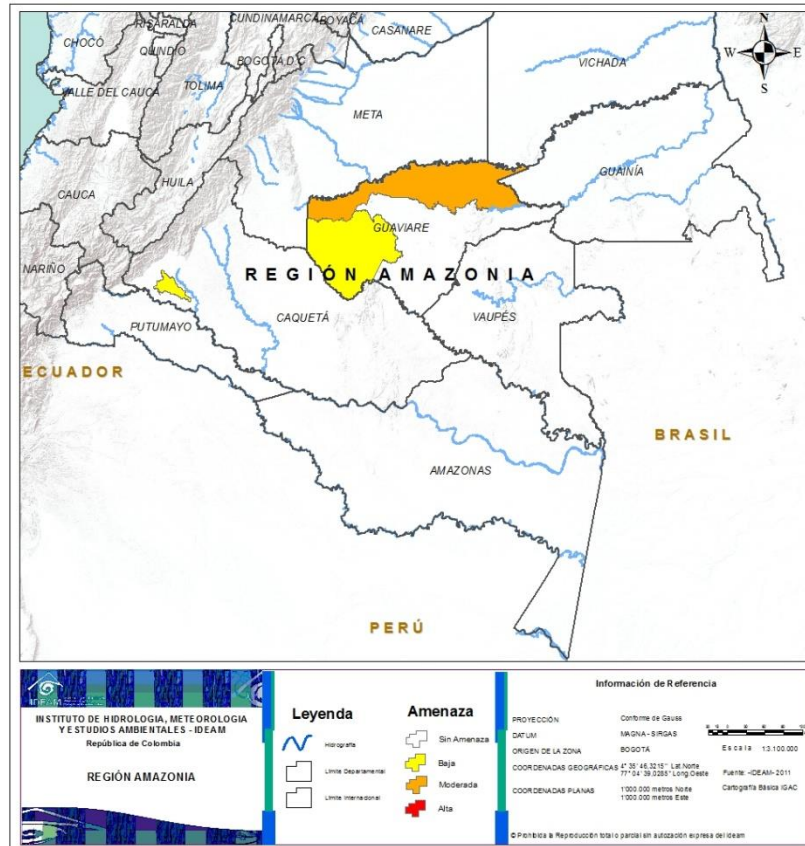 RISARALDA
CUNDINAMARCA
BOYACÁ
CASANARE
CHOCÓ
QUINDIO
BOGOTÁ D.C
VICHADA
N
W E
S
TOLIMA
VALLE DEL CAUCA
META
HUILA
GUAINÍA
CAUCA
GUAVIARE
NARIÑO
REGIÓN AMAZONIA
CAQUETÁ
VAUPÉS
PUTUMAYO
ECUADOR
BRASIL
AMAZONAS
PERÚ
IDEAM
INSTITUTO DE HIDROLOGIA, METEOROLOGIA
Y ESTUDIOS AMBIENTALES - IDEAM
República de Colombia
REGIÓN AMAZONIA
Leyenda
Hidrografía
Límite Departamental
Límite Internacional
Amenaza
Sin Amenaza
Baja
Moderada
Alta
Información de Referencia
PROYECCIÓN Conforme de Gauss
DATUM MAGNA - SIRGAS
ORIGEN DE LA ZONA BOGOTÁ
Escala 1:3.100.000
COORDENADAS GEOGRÁFICAS 4° 35' 46,3215" Lat.Norte
77° 04' 39,0285" Long.Oeste
Fuente: -IDEAM- 2011
Cartografía Básica IGAC
COORDENADAS PLANAS 1'000.000 metros Norte
1'000.000 metros Este
© Prohibida la Reproducción total o parcial sin autozación expresa del Ideam